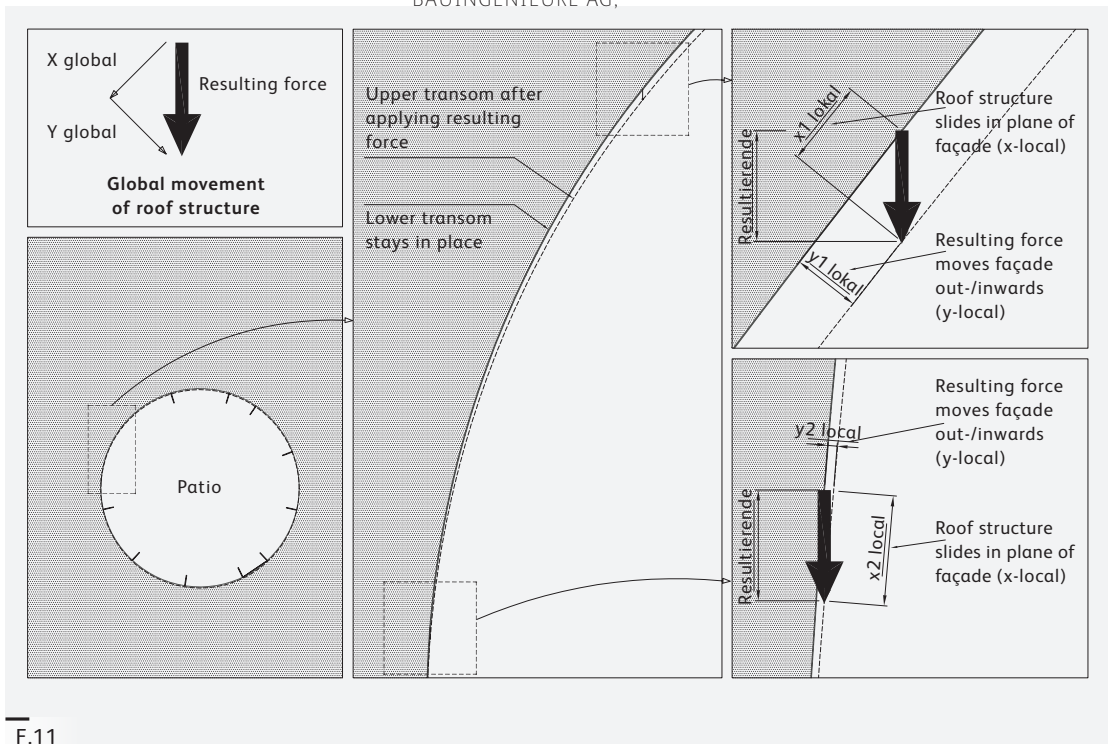 BAUINGENIEURE AG,
X global
Y global
Resulting force
Global movement
of roof structure
Patio
Upper transom after
applying resulting
force
Lower transom
stays in place
Resultierende
x1 lokal
y1 lokal
Roof structure
slides in plane of
façade (x-local)
Resulting force
moves façade
out-/inwards
(y-local)
Resultierende
y2 local
x2 local
Resulting force
moves façade
out-/inwards
(y-local)
Roof structure
slides in plane of
façade (x-local)
F.11